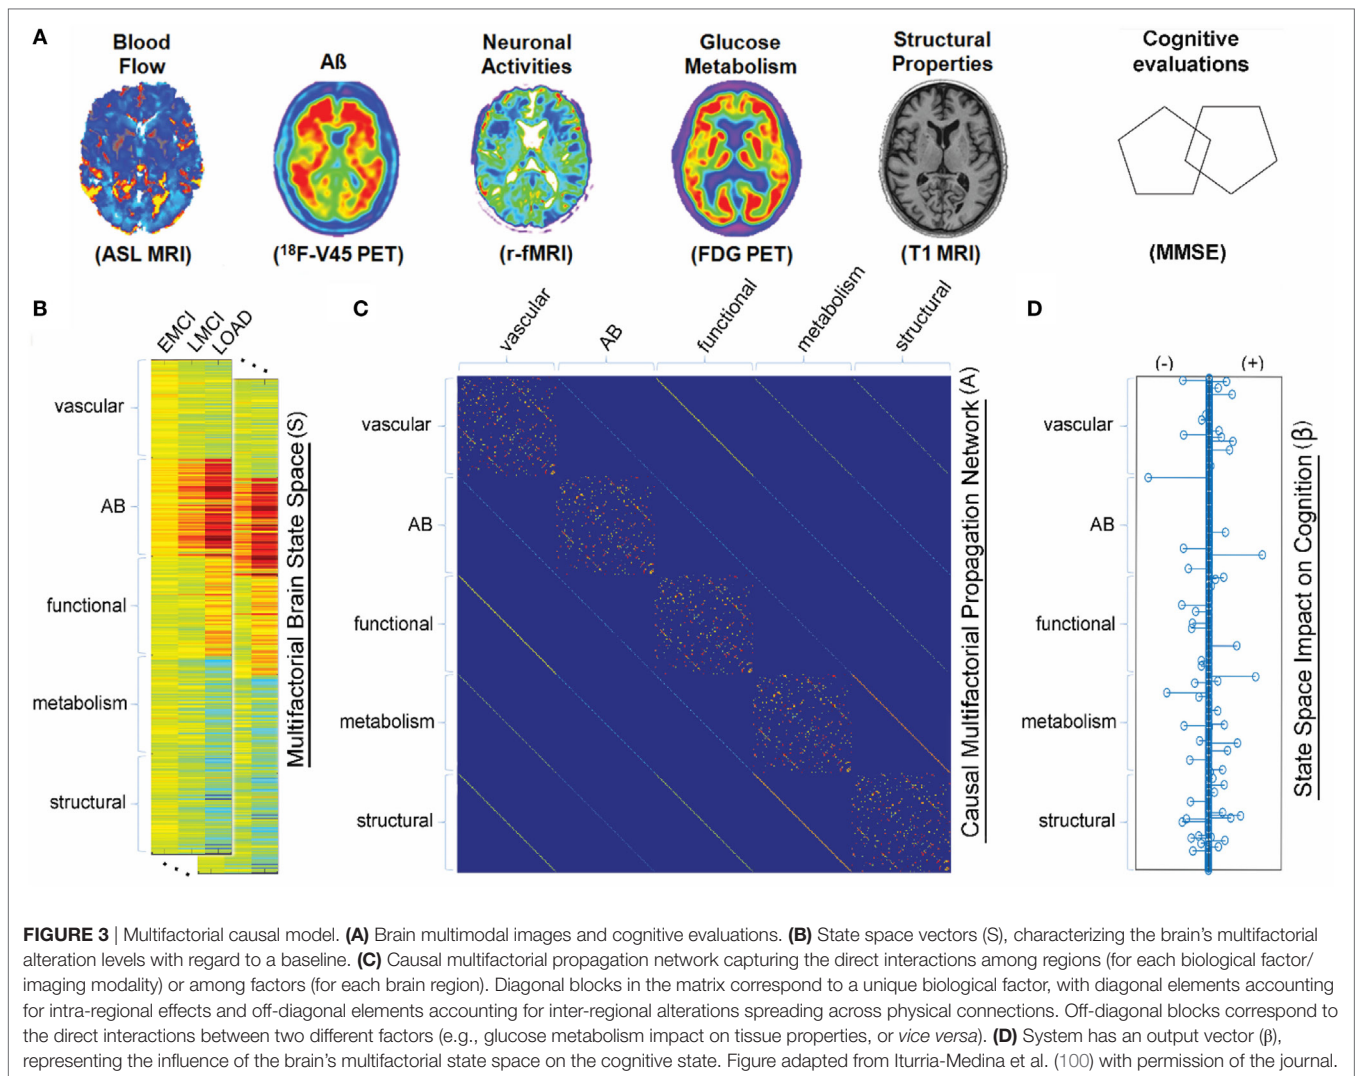 A
Blood
Flow
Aß
Neuronal
Activities
Glucose
Metabolism
Structural
Properties
Cognitive
evaluations
(ASL MRI)
(¹⁸F-V45 PET)
(r-fMRI)
(FDG PET)
(T1 MRI)
(MMSE)
B
EMCI
LMCI
LOAD
vascular
AB
functional
metabolism
structural
Multifactorial Brain State Space (S)
C
vascular
AB
functional
metabolism
structural
vascular
AB
functional
metabolism
structural
Causal Multifactorial Propagation Network (A)
D
(-)
(+)
vascular
AB
functional
metabolism
structural
State Space Impact on Cognition (β)
FIGURE 3 | Multifactorial causal model. (A) Brain multimodal images and cognitive evaluations. (B) State space vectors (S), characterizing the brain's multifactorial
alteration levels with regard to a baseline. (C) Causal multifactorial propagation network capturing the direct interactions among regions (for each biological factor/
imaging modality) or among factors (for each brain region). Diagonal blocks in the matrix correspond to a unique biological factor, with diagonal elements accounting
for intra-regional effects and off-diagonal elements accounting for inter-regional alterations spreading across physical connections. Off-diagonal blocks correspond to
the direct interactions between two different factors (e.g., glucose metabolism impact on tissue properties, or vice versa). (D) System has an output vector (β),
representing the influence of the brain's multifactorial state space on the cognitive state. Figure adapted from Iturria-Medina et al. (100) with permission of the journal.